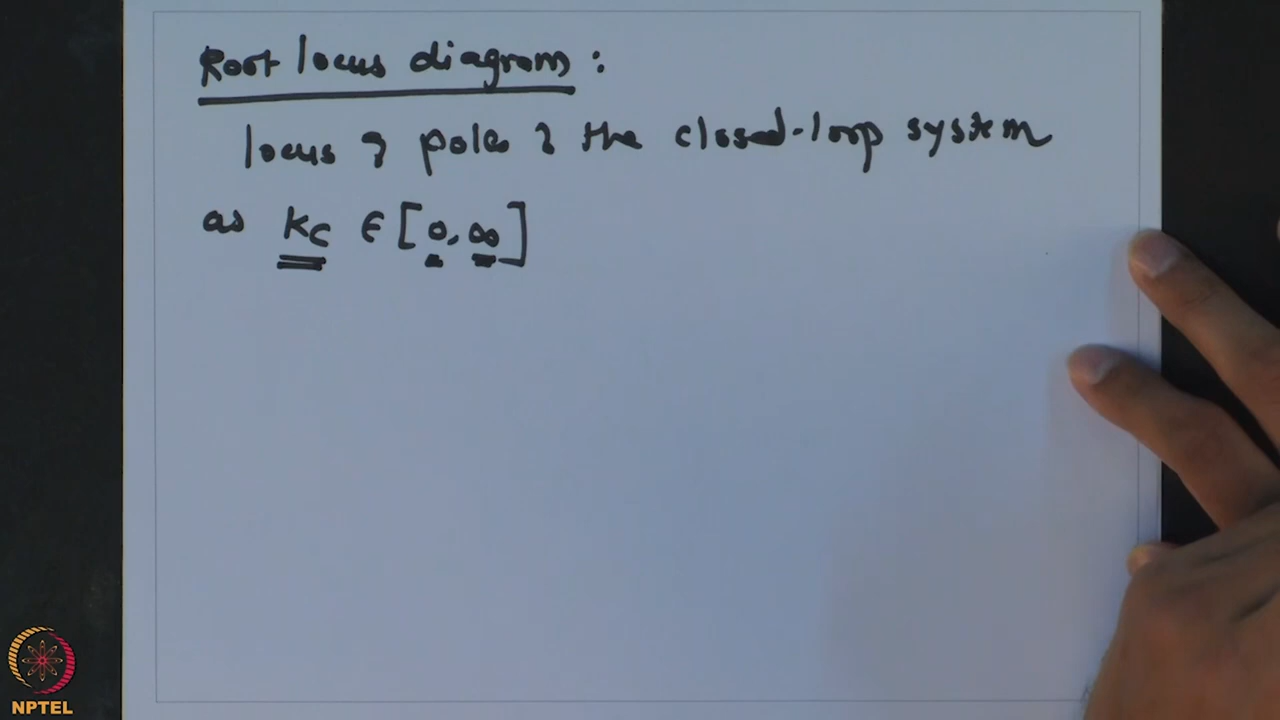 Root locus diagram :
locus of poles of the closed-loop system
as Kc ∈ [0, ∞]
NPTEL